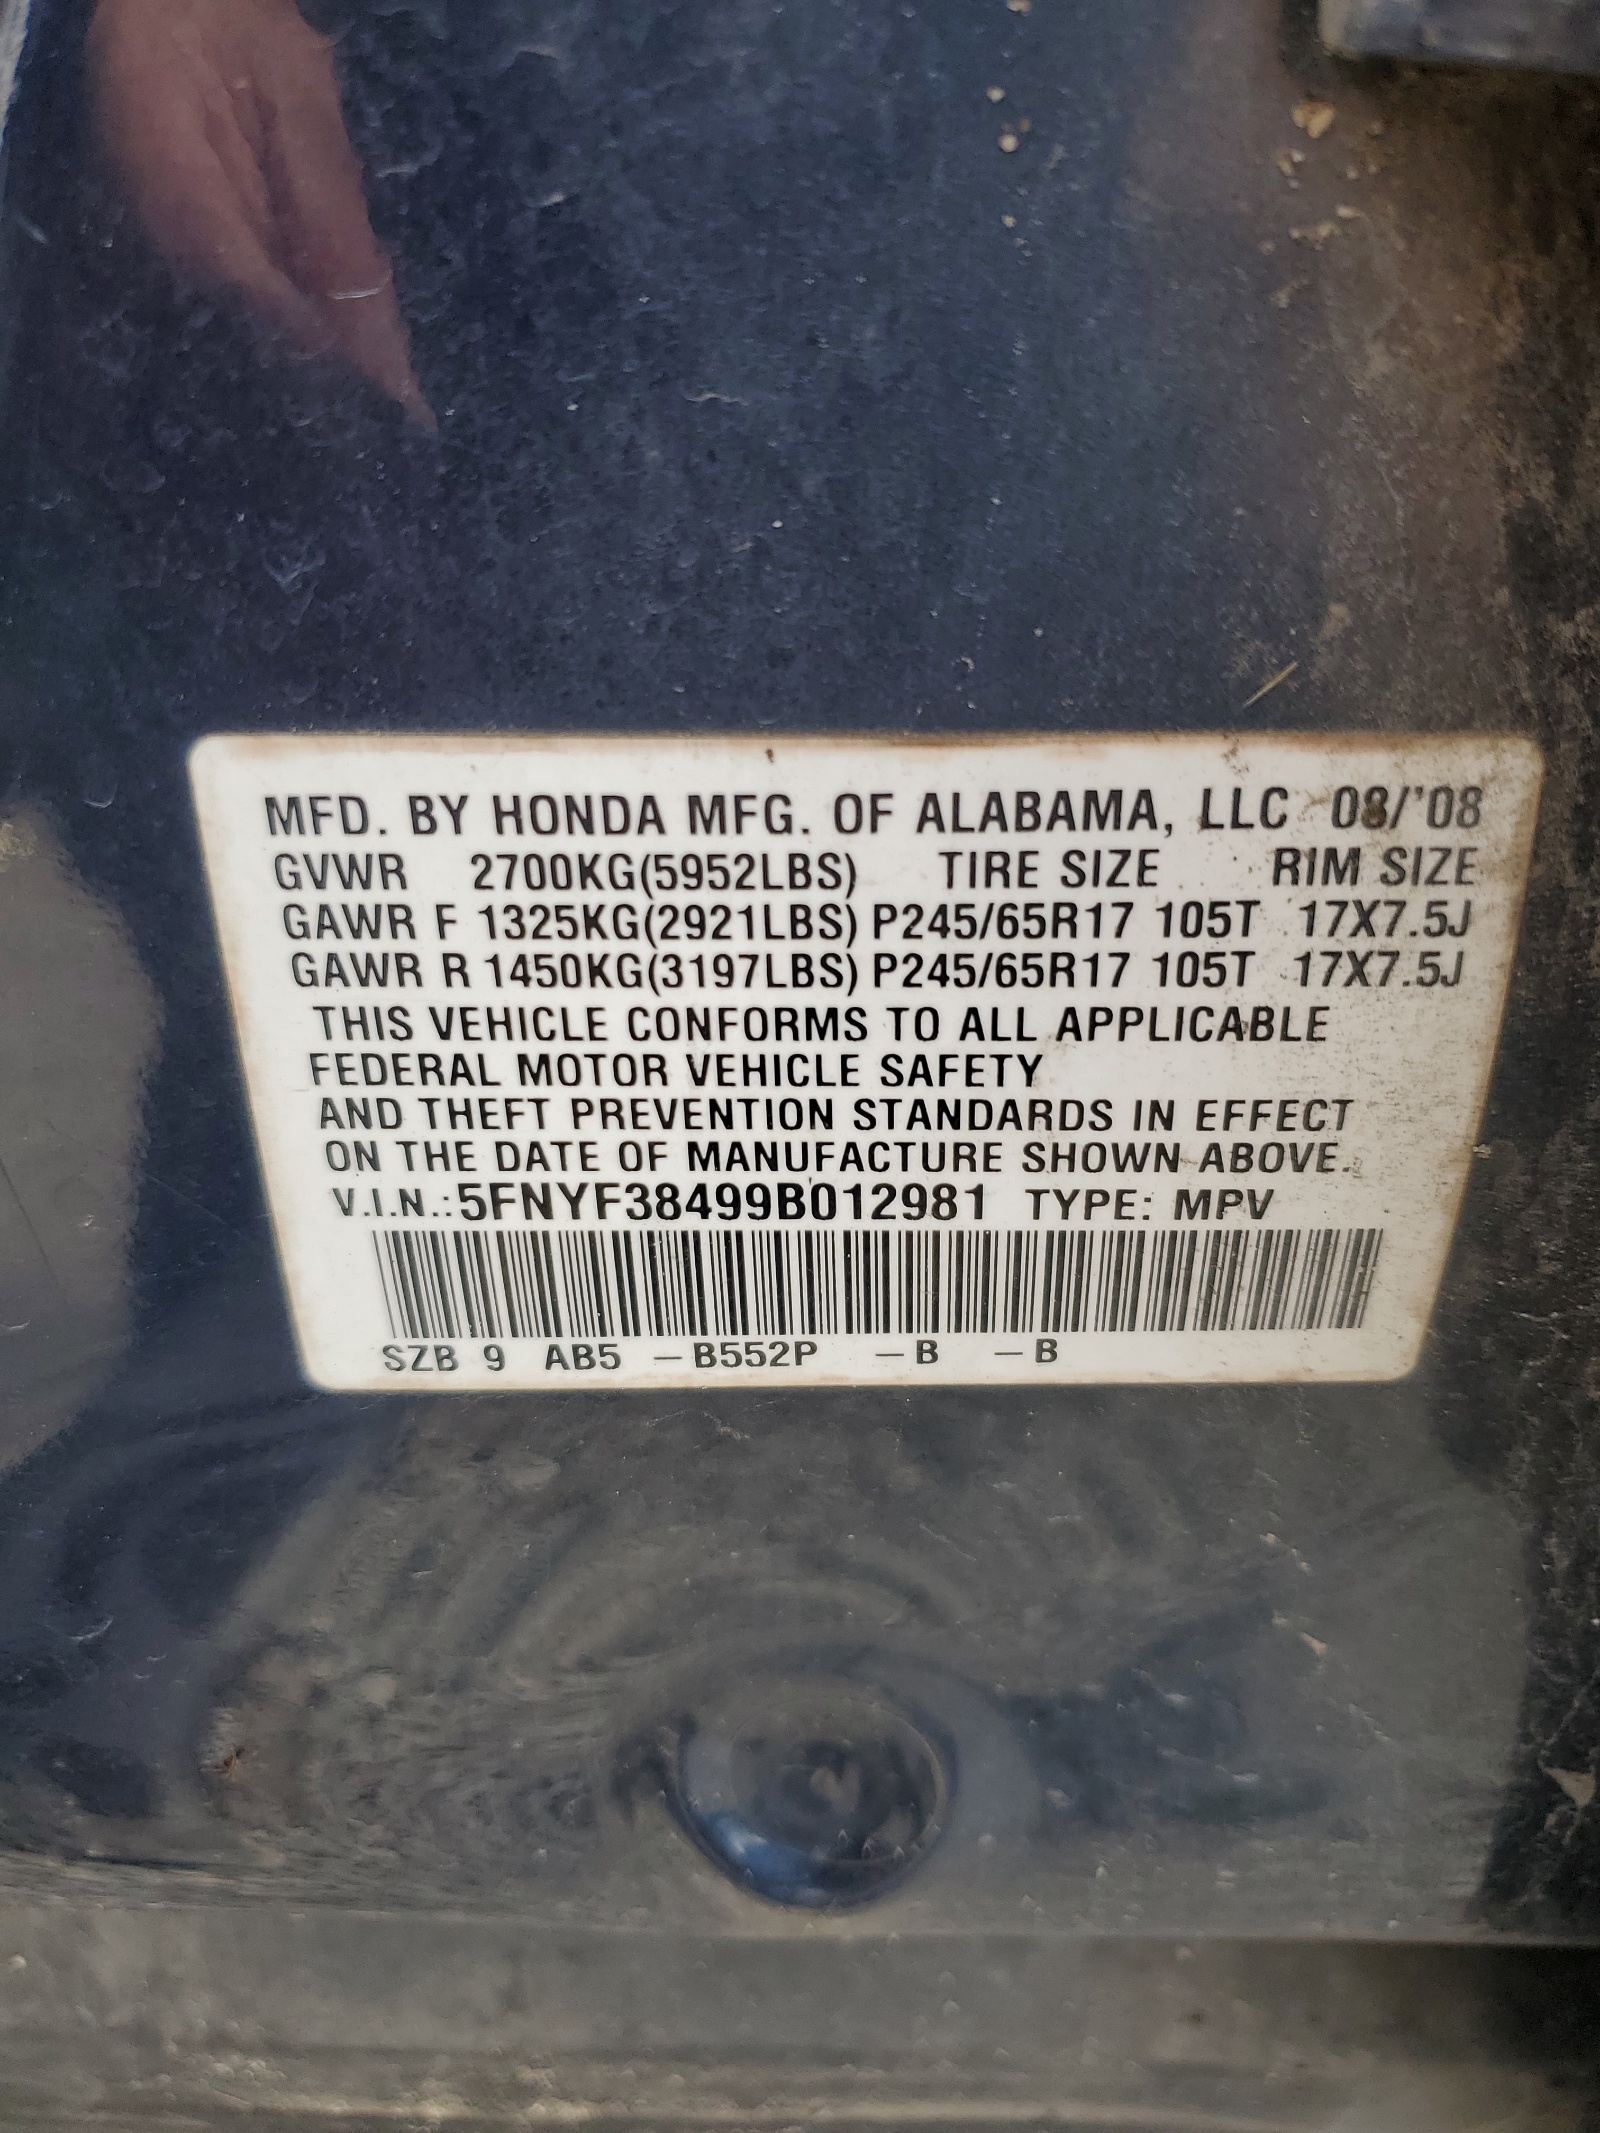 MFD. BY HONDA MFG. OF ALABAMA, LLC 08/'08
GVWR 2700KG(5952LBS) TIRE SIZE RIM SIZE
GAWR F 1325KG(2921LBS) P245/65R17 105T 17X7.5J
GAWR R 1450KG(3197LBS) P245/65R17 105T 17X7.5J
THIS VEHICLE CONFORMS TO ALL APPLICABLE
FEDERAL MOTOR VEHICLE SAFETY
AND THEFT PREVENTION STANDARDS IN EFFECT
ON THE DATE OF MANUFACTURE SHOWN ABOVE.
V.I.N.:5FNYF38499B012981 TYPE: MPV
SZB 9 AB5 –B552P –B –B